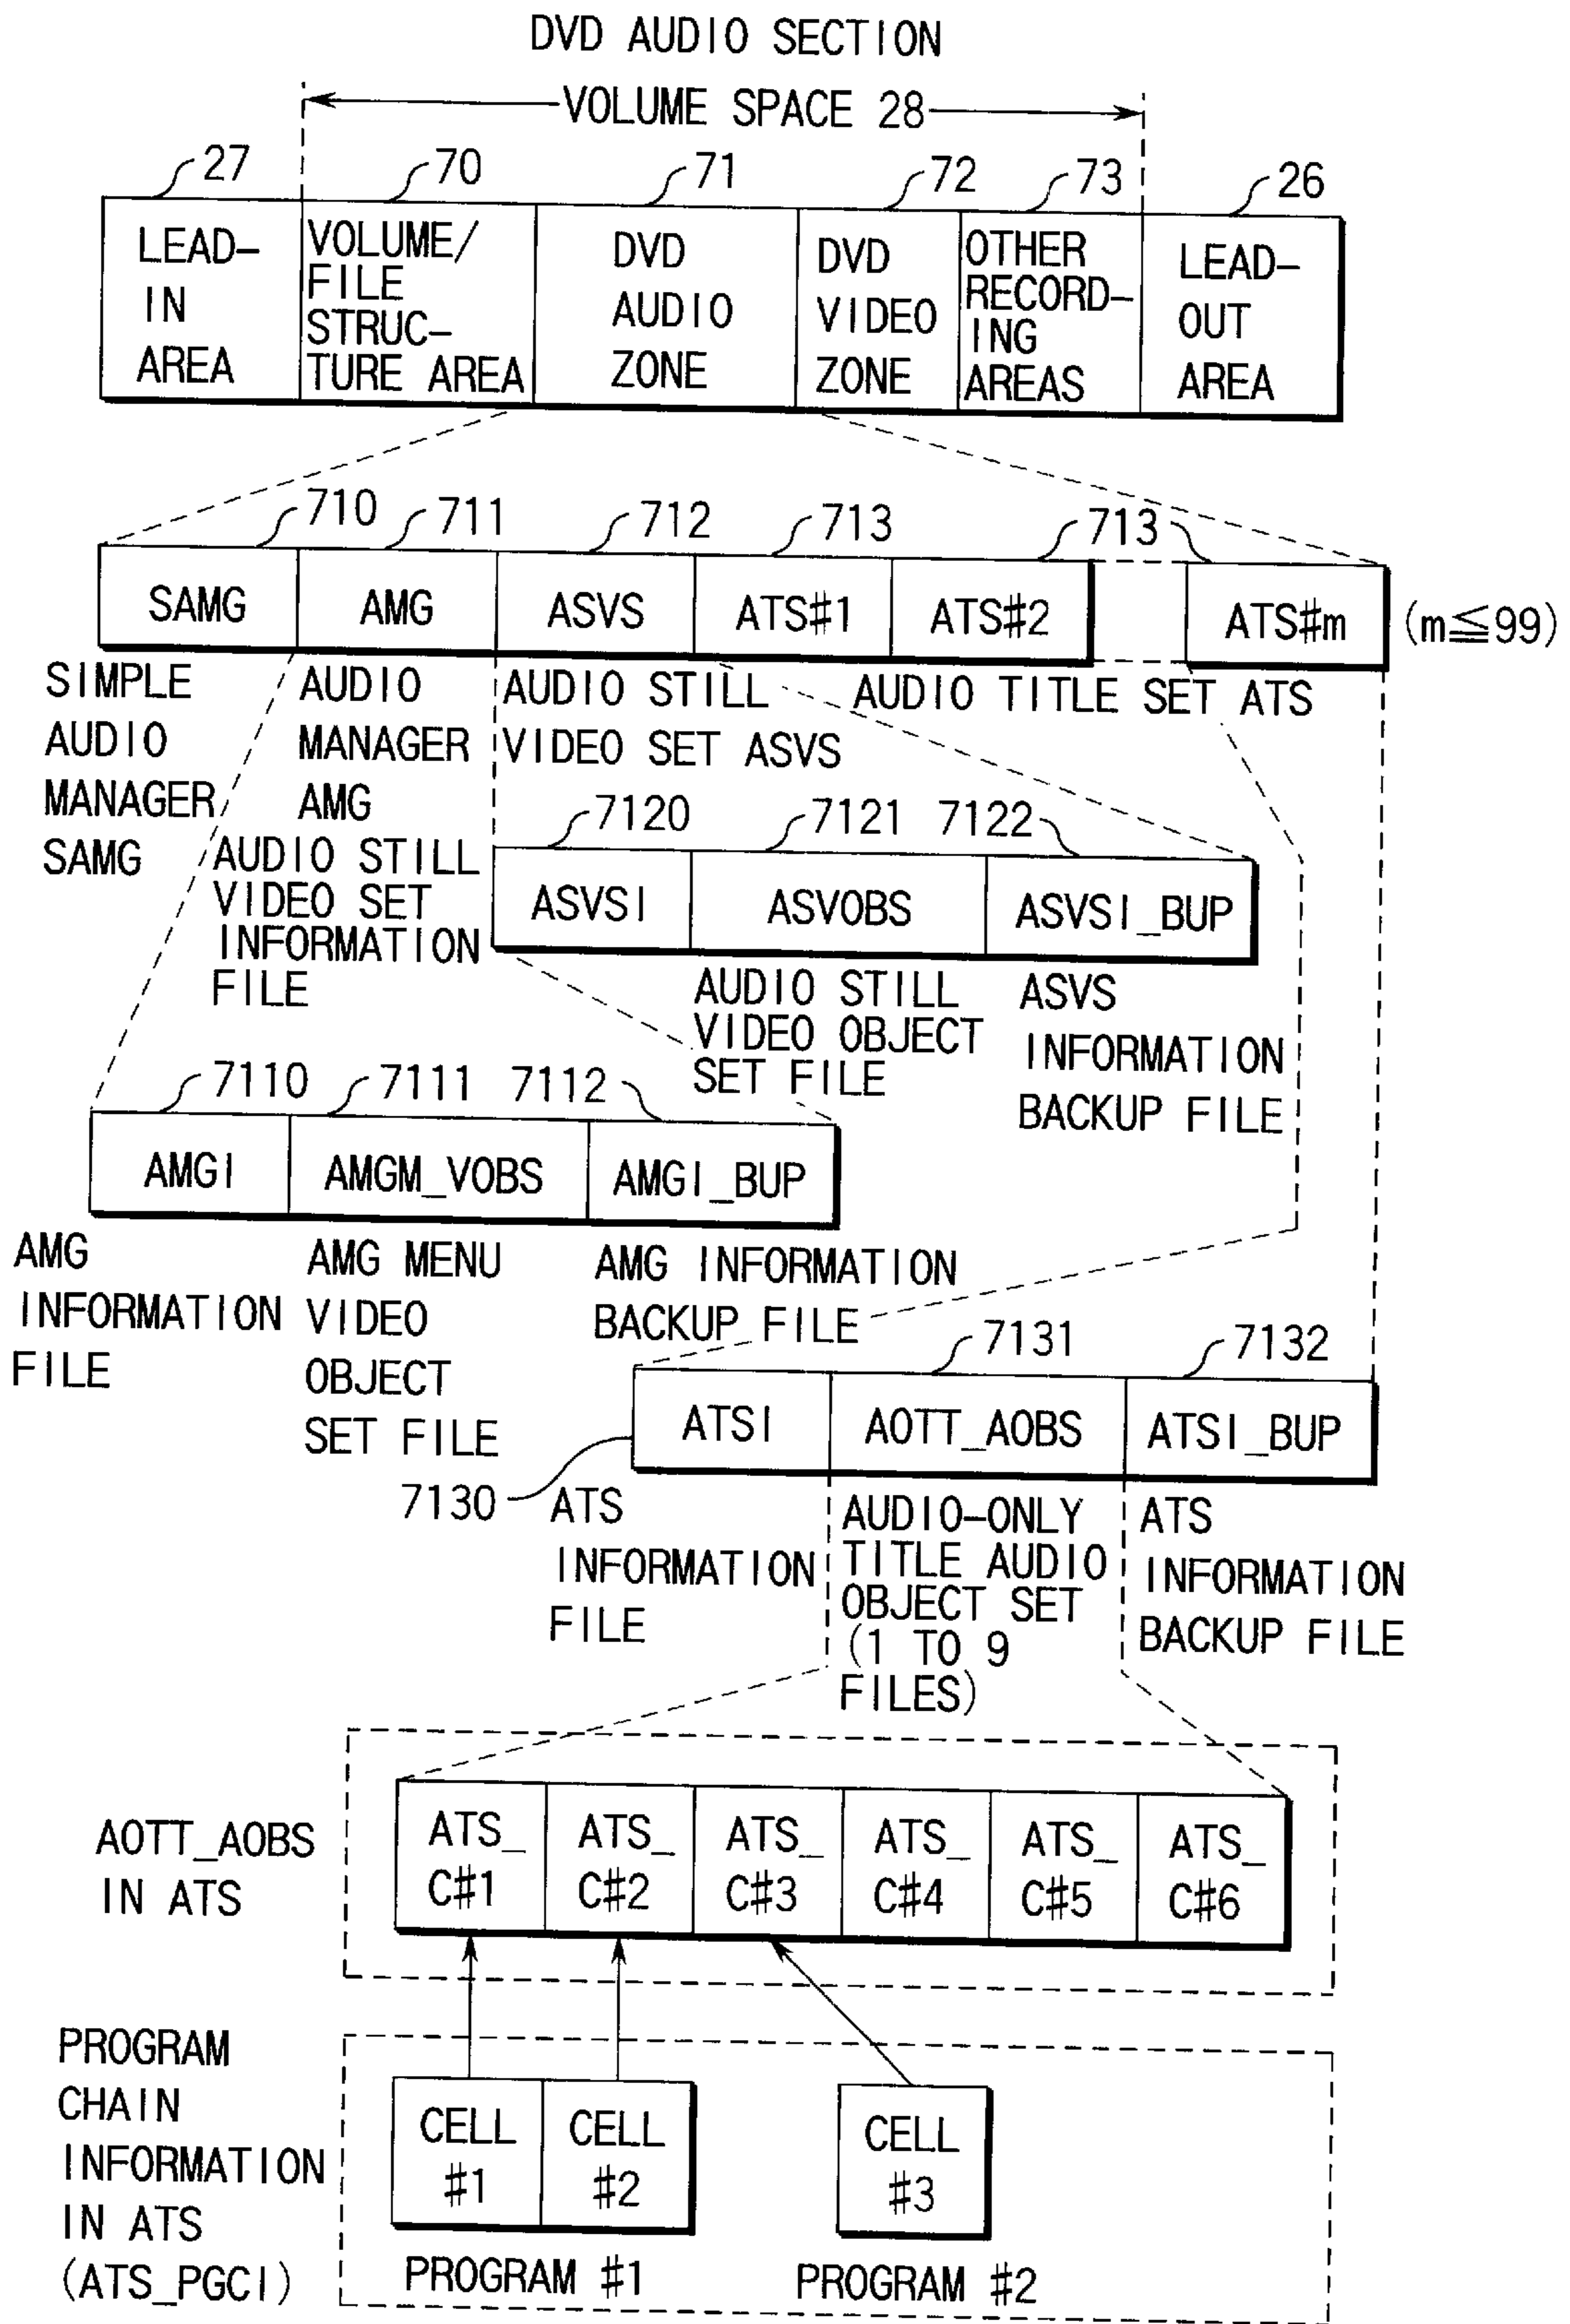 DVD AUDIO SECTION
VOLUME SPACE 28
27 70 71 72 73 26
LEAD-
IN
AREA
VOLUME/
FILE
STRUC-
TURE AREA
DVD
AUDIO
ZONE
DVD
VIDEO
ZONE
OTHER
RECORD-
ING
AREAS
LEAD-
OUT
AREA
710 711 712 713 713
SAMG AMG ASVS ATS#1 ATS#2 ATS#m (m≦99)
SIMPLE
AUDIO
MANAGER
SAMG
AUDIO
MANAGER
AMG
AUDIO STILL
VIDEO SET ASVS
AUDIO TITLE SET ATS
7120 7121 7122
AUDIO STILL
VIDEO SET
INFORMATION
FILE
ASVSI ASVOBS ASVSI_BUP
AUDIO STILL
VIDEO OBJECT
SET FILE
ASVS
INFORMATION
BACKUP FILE
7110 7111 7112
AMGI AMGM_VOBS AMGI_BUP
AMG
INFORMATION
FILE
AMG MENU
VIDEO
OBJECT
SET FILE
AMG INFORMATION
BACKUP FILE
7131 7132
ATSI AOTT_AOBS ATSI_BUP
7130
ATS
INFORMATION
FILE
AUDIO-ONLY
TITLE AUDIO
OBJECT SET
(1 TO 9
FILES)
ATS
INFORMATION
BACKUP FILE
AOTT_AOBS
IN ATS
ATS_
C#1
ATS_
C#2
ATS_
C#3
ATS_
C#4
ATS_
C#5
ATS_
C#6
PROGRAM
CHAIN
INFORMATION
IN ATS
(ATS_PGCI)
CELL
#1
CELL
#2
CELL
#3
PROGRAM #1
PROGRAM #2